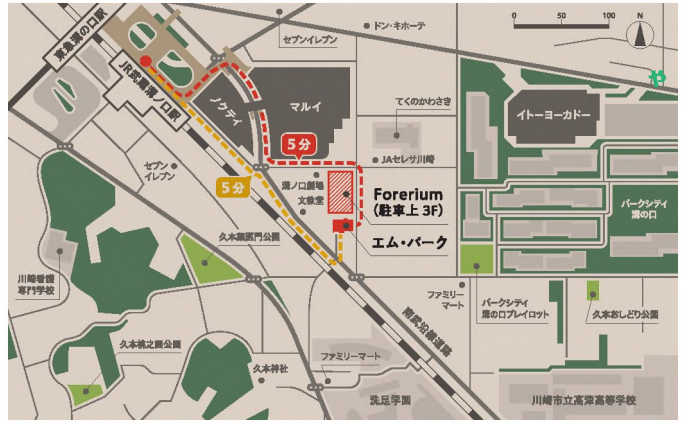 ドン・キホーテ
セブンイレブン
0 50 100
N
東急溝の口駅
JR武蔵溝ノ口駅
ノクティ
マルイ
てくのかわさき
イトーヨーカドー
5分
JAセレサ川崎
セブン
イレブン
5分
溝ノ口劇場
文教堂
Forerium
(駐車上 3F)
エム・パーク
パークシティ
溝の口
久本薬医門公園
川崎看護
専門学校
ファミリー
マート
パークシティ
溝の口プレイロット
久本おしどり公園
南武沿線道路
久本桃之園公園
久本神社
ファミリーマート
洗足学園
川崎市立高津高等学校